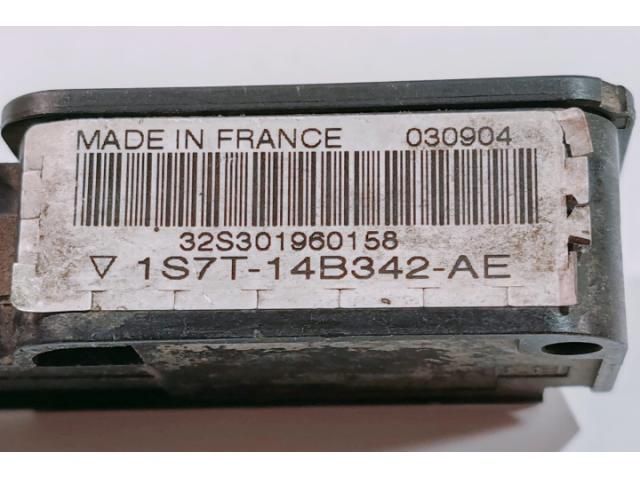 MADE IN FRANCE 030904
32S301960158
▽ 1S7T-14B342-AE